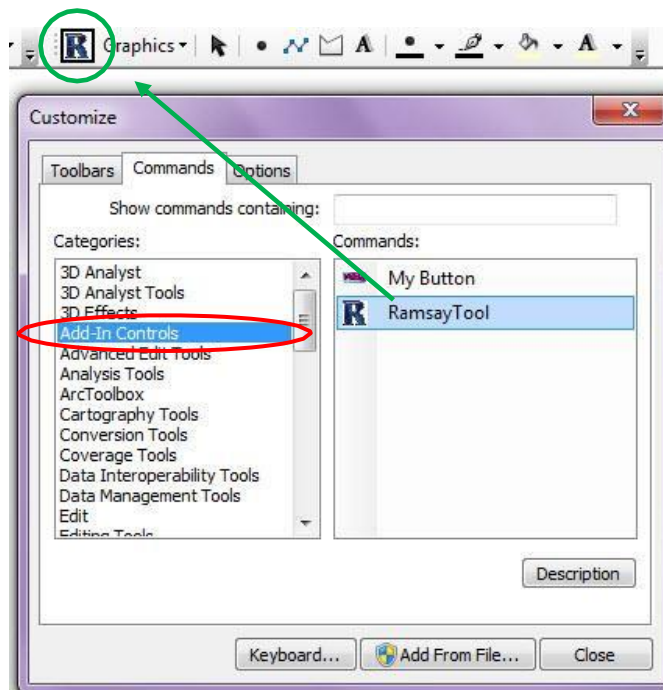 R Graphics A A
Customize
Toolbars Commands Options
Show commands containing:
Categories: Commands:
3D Analyst
3D Analyst Tools
3D Effects
Add-In Controls
Advanced Edit Tools
Analysis Tools
ArcToolbox
Cartography Tools
Conversion Tools
Coverage Tools
Data Interoperability Tools
Data Management Tools
Edit
Editing Tools
My Button
R RamsayTool
Description
Keyboard... Add From File... Close